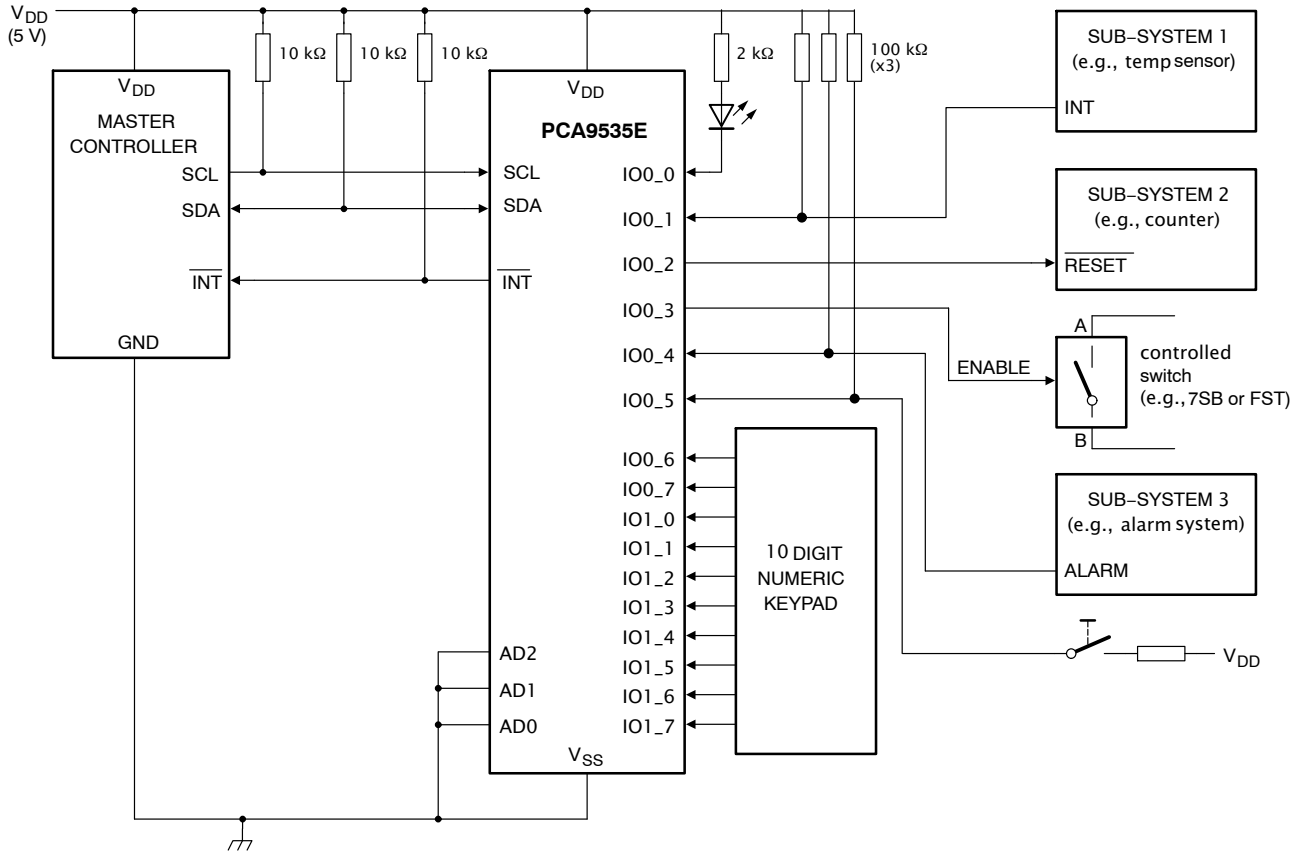 VDD
(5 V)
10 kΩ
10 kΩ
10 kΩ
2 kΩ
100 kΩ
(x3)
VDD
MASTER
CONTROLLER
SCL
SDA
INT
GND
VDD
PCA9535E
SCL
SDA
INT
AD2
AD1
AD0
VSS
IO0_0
IO0_1
IO0_2
IO0_3
IO0_4
IO0_5
IO0_6
IO0_7
IO1_0
IO1_1
IO1_2
IO1_3
IO1_4
IO1_5
IO1_6
IO1_7
10 DIGIT
NUMERIC
KEYPAD
SUB−SYSTEM 1
(e.g., temp sensor)
INT
SUB−SYSTEM 2
(e.g., counter)
RESET
ENABLE
A
B
controlled
switch
(e.g., 7SB or FST)
SUB−SYSTEM 3
(e.g., alarm system)
ALARM
VDD